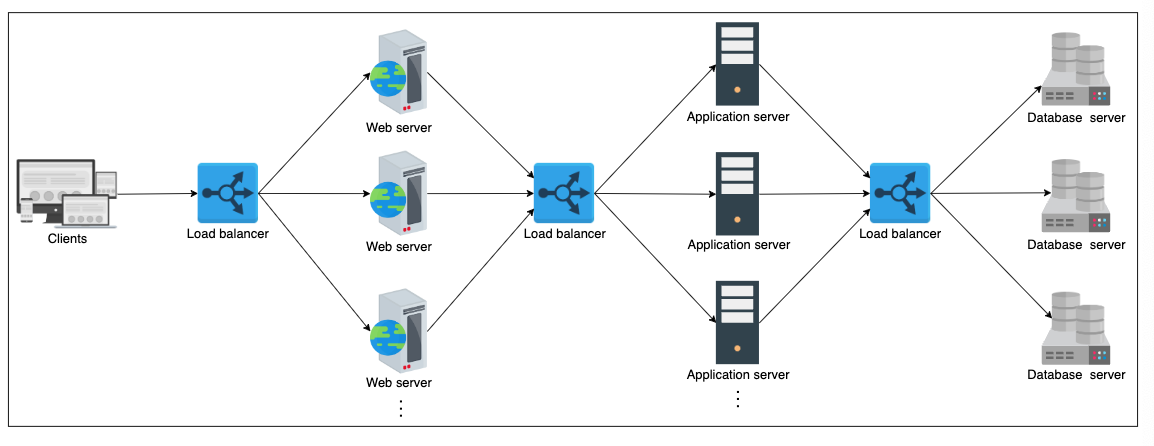 Web server
Application server
Database server
Clients
Load balancer
Web server
Load balancer
Application server
Load balancer
Database server
Web server
Application server
Database server